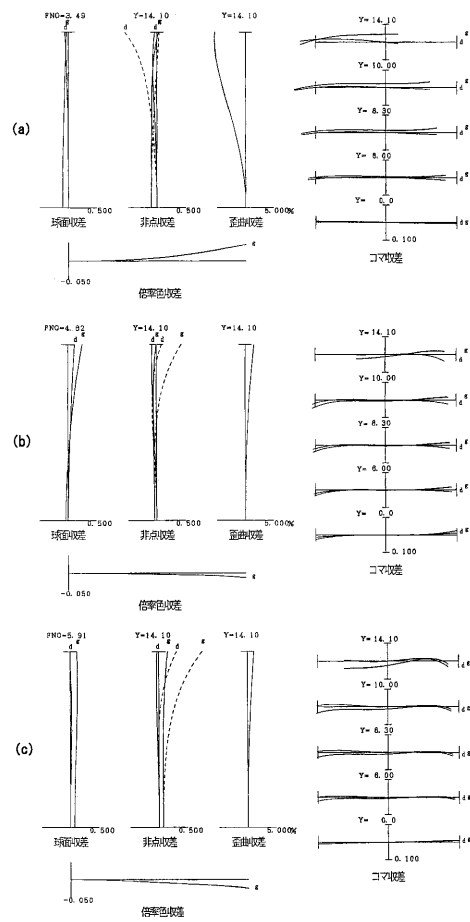 (a)
FNO=3.49
d g
0.500
球面収差
Y=14.10
d g
d g
0.500
非点収差
Y=14.10
5.000%
歪曲収差
g
-0.050
倍率色収差
Y=14.10
d g
Y=10.00
d g
Y=8.30
d g
Y=6.00
d g
Y= 0.0
d g
0.100
コマ収差
(b)
FNO=4.82
d g
0.500
球面収差
Y=14.10
d g d g
0.500
非点収差
Y=14.10
5.000%
歪曲収差
g
-0.050
倍率色収差
Y=14.10
d g
Y=10.00
d g
Y=8.30
d g
Y=6.00
d g
Y= 0.0
d g
0.100
コマ収差
(c)
FNO=5.91
d g
0.500
球面収差
Y=14.10
d g d g
0.500
非点収差
Y=14.10
5.000%
歪曲収差
g
-0.050
倍率色収差
Y=14.10
d g
Y=10.00
d g
Y=8.30
d g
Y=6.00
d g
Y= 0.0
d g
0.100
コマ収差